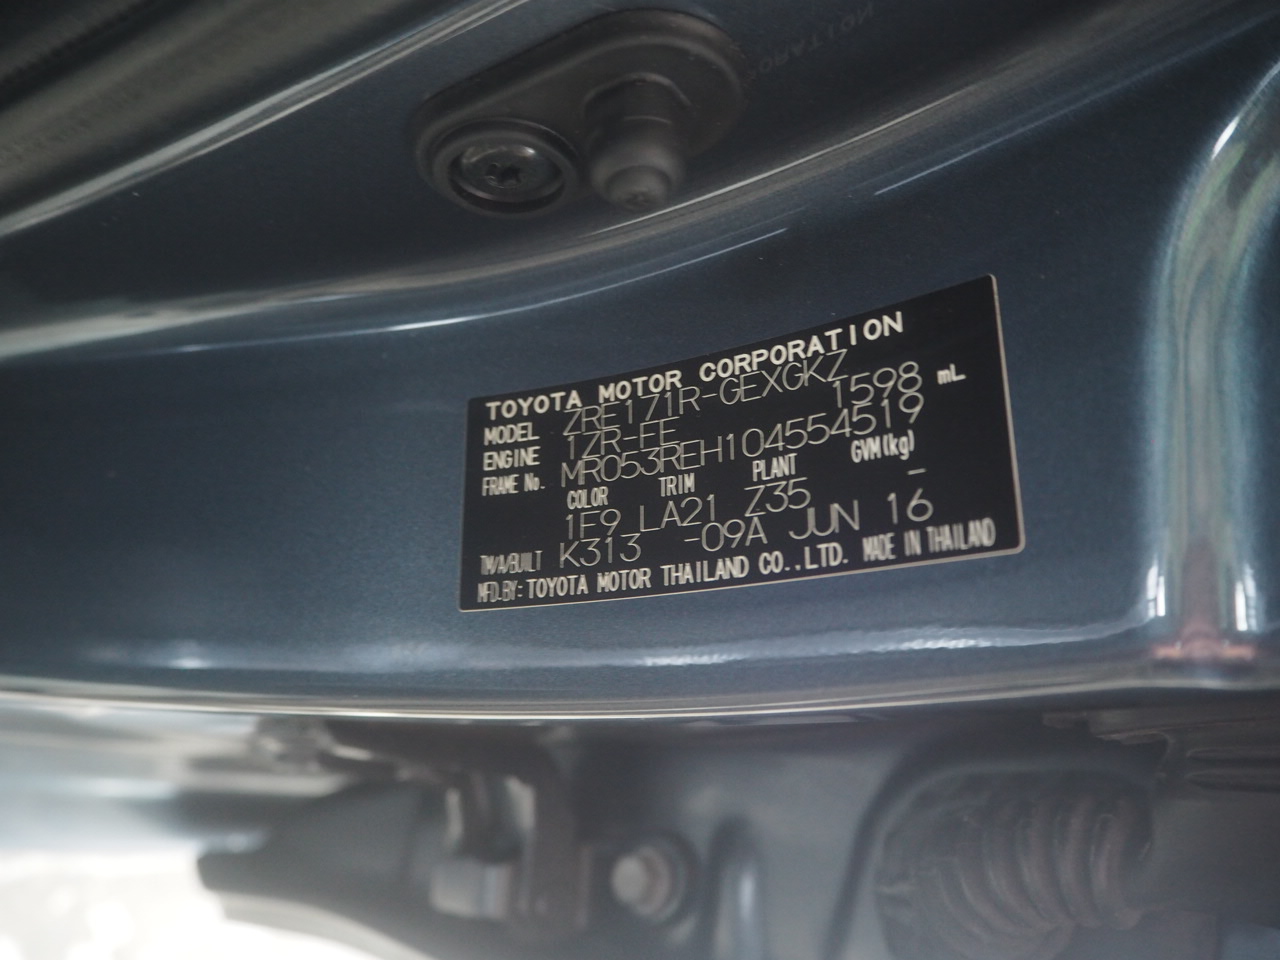 TOYOTA MOTOR CORPORATION
MODEL ZRE171R-GEXGKZ
ENGINE 1ZR-FE 1598 mL
FRAME No. MR053REH104554519
COLOR TRIM PLANT GVM(kg)
1F9 LA21 Z35 -
TM/A/BUILT K313 -09A JUN 16
MFD.BY: TOYOTA MOTOR THAILAND CO.,LTD. MADE IN THAILAND